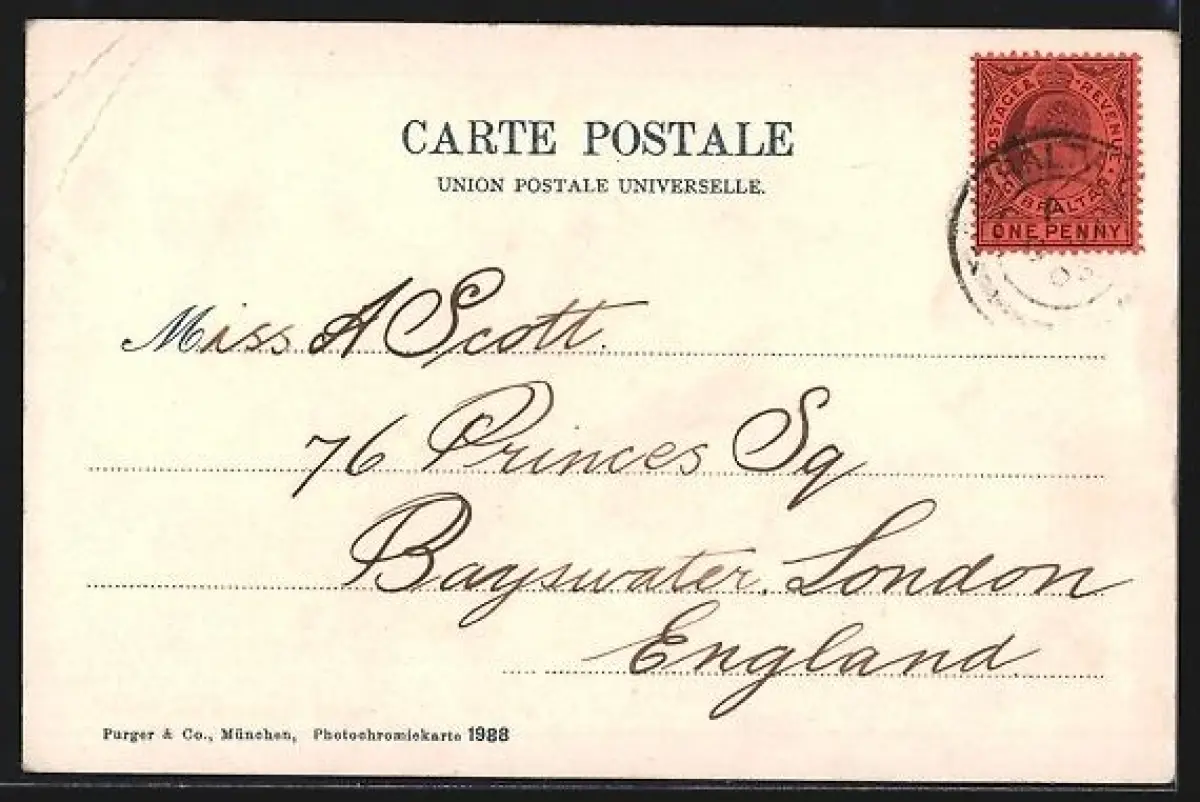 CARTE POSTALE
UNION POSTALE UNIVERSELLE.
POSTAGE & REVENUE
GIBRALTAR
ONE PENNY
Miss A Scott.
76 Princes Sq
Bayswater. London
England.
Purger & Co., München, Photochromiekarte 1988